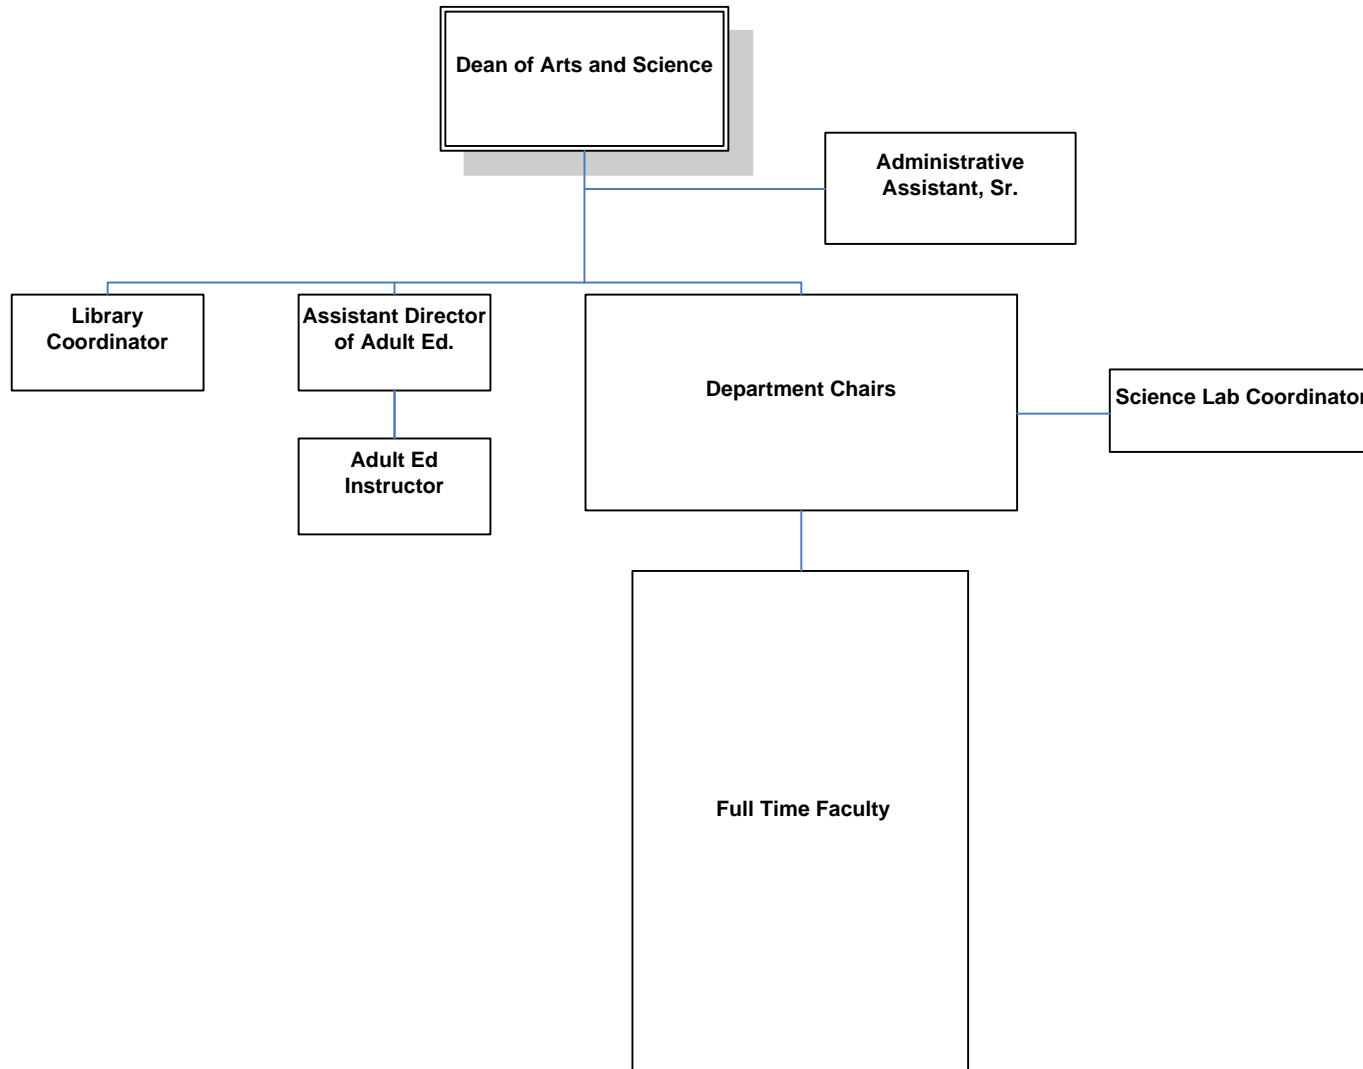 Dean of Arts and Science
Administrative
Assistant, Sr.
Library
Coordinator
Assistant Director
of Adult Ed.
Department Chairs
Science Lab Coordinator
Adult Ed
Instructor
Full Time Faculty